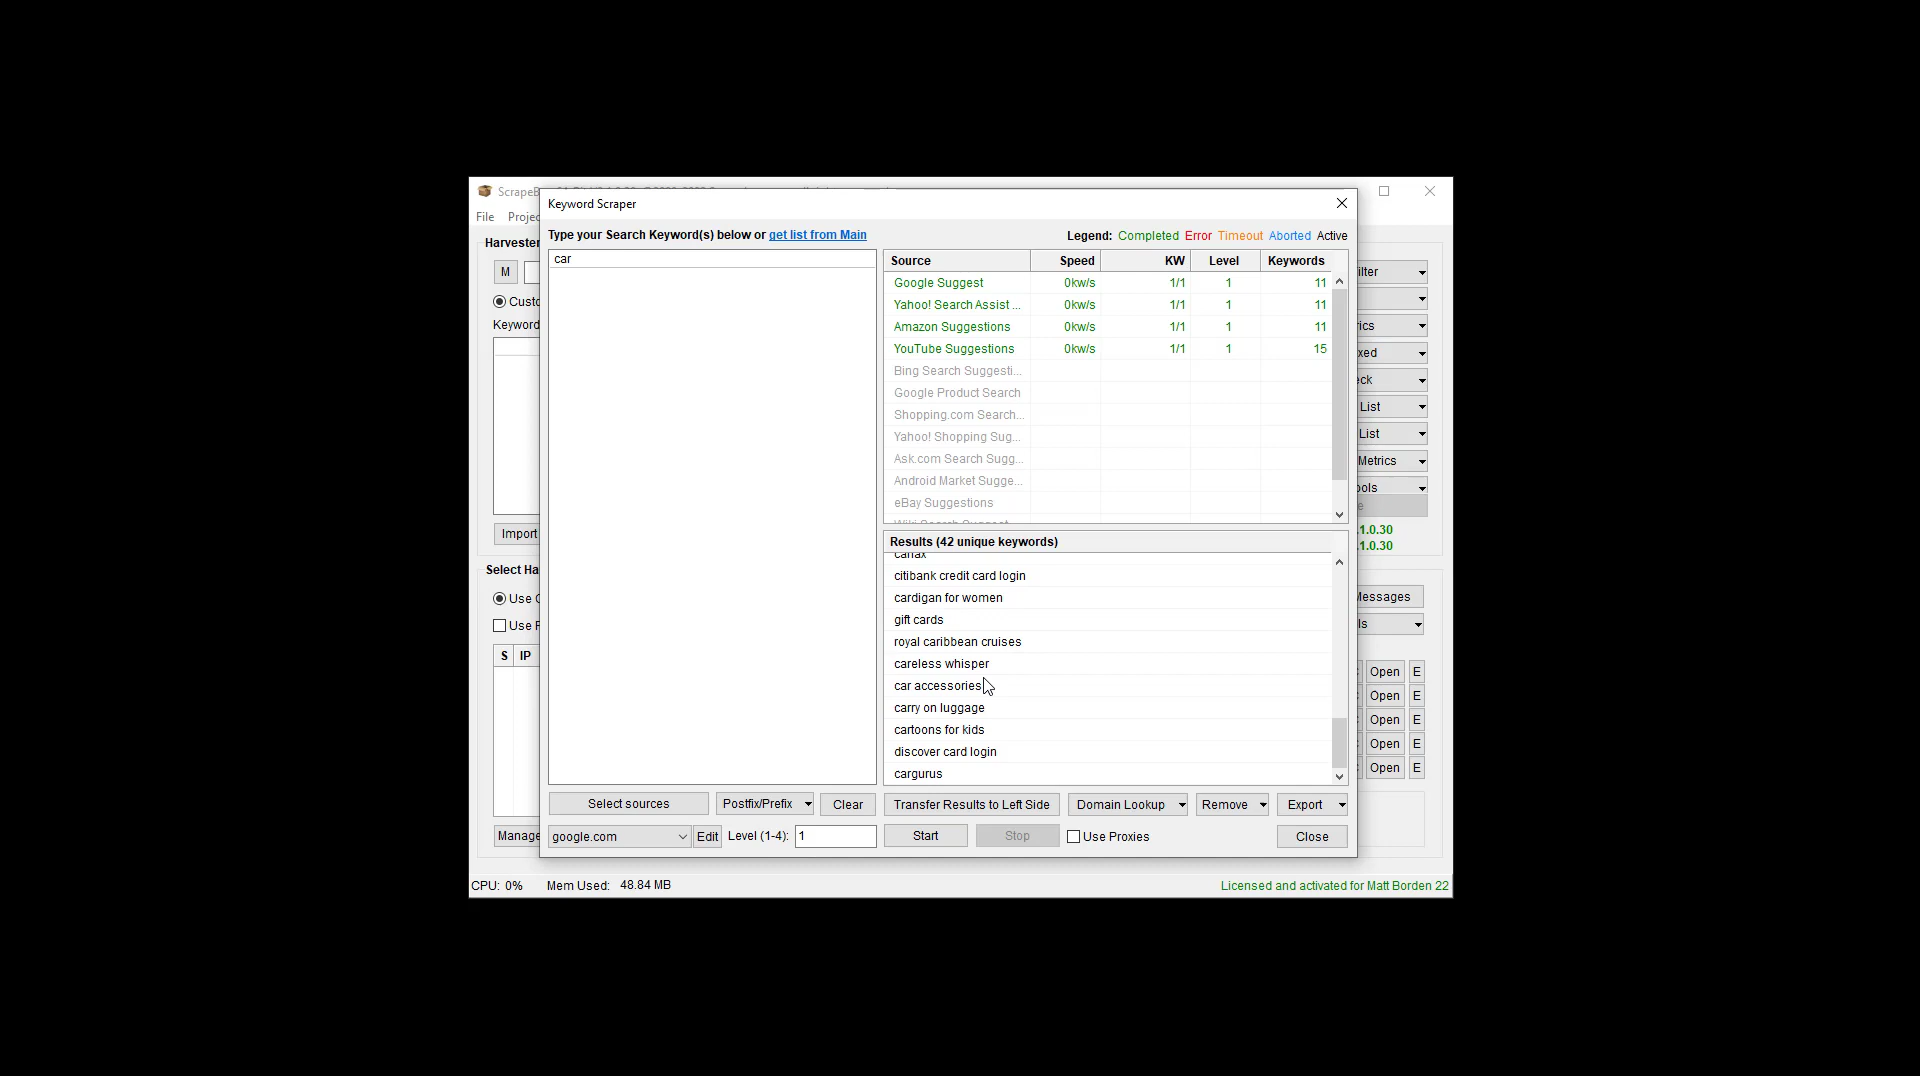 ScrapeB
File Projec
Keyword Scraper
Type your Search Keyword(s) below or get list from Main
Legend: Completed Error Timeout Aborted Active
car
Source Speed KW Level Keywords
Google Suggest 0kw/s 1/1 1 11
Yahoo! Search Assist ... 0kw/s 1/1 1 11
Amazon Suggestions 0kw/s 1/1 1 11
YouTube Suggestions 0kw/s 1/1 1 15
Bing Search Suggesti...
Google Product Search
Shopping.com Search...
Yahoo! Shopping Sug...
Ask.com Search Sugg...
Android Market Sugge...
eBay Suggestions
Results (42 unique keywords)
carfax
citibank credit card login
cardigan for women
gift cards
royal caribbean cruises
careless whisper
car accessories
carry on luggage
cartoons for kids
discover card login
cargurus
Select sources Postfix/Prefix Clear Transfer Results to Left Side Domain Lookup Remove Export
google.com Edit Level (1-4): 1 Start Stop Use Proxies Close
Harvester
M
Custo
Keyword
Import
Select Ha
Use
Use
S IP
Manage
ilter
ics
xed
eck
List
List
Metrics
ools
e
.1.0.30
.1.0.30
Messages
ls
Open E
Open E
Open E
Open E
Open E
CPU: 0% Mem Used: 48.84 MB
Licensed and activated for Matt Borden 22